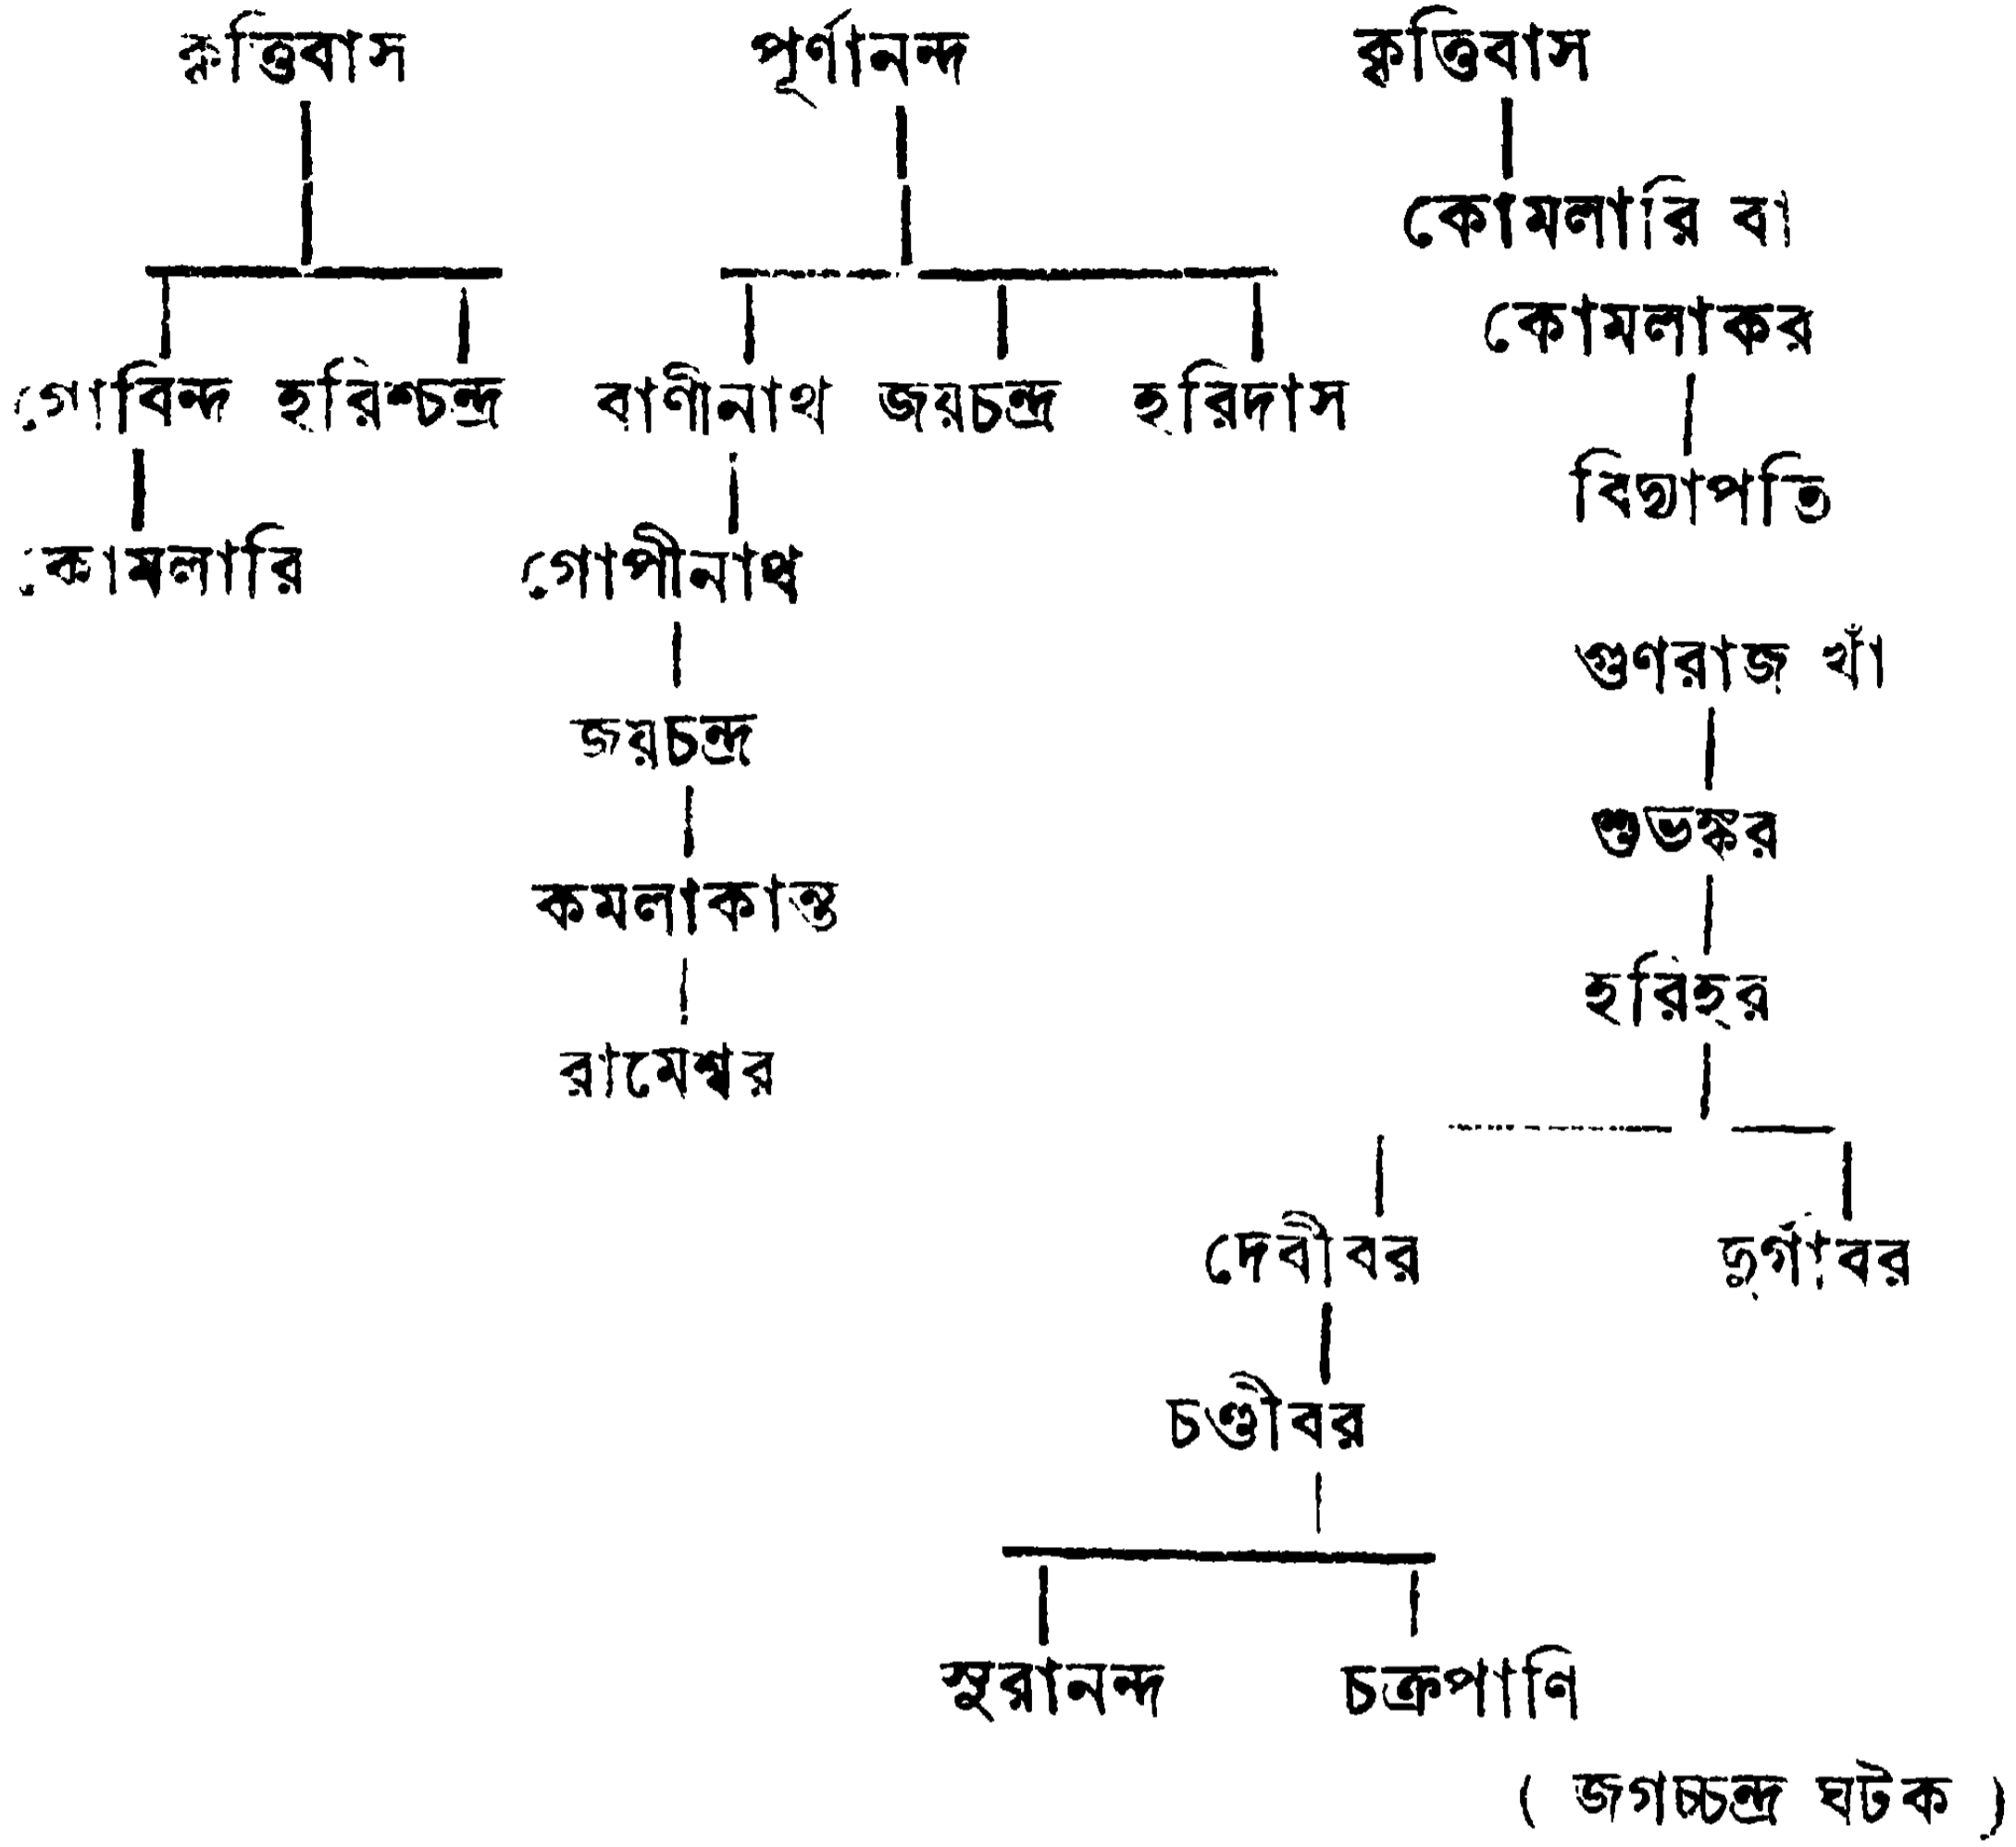 কৃত্তিবাস পূর্ণানন্দ কৃত্তিবাস
কোমলারি বা
কোমলাকর
গোবিন্দ হরিশ্চন্দ্র বাণীনাথ জয়চন্দ্র হরিদাস
বিদ্যাপতি
কোমলারি গোপীনাথ
গুণরাজ খাঁ
জয়চন্দ্র
শুভঙ্কর
কমলাকান্ত
হরিহর
রামেশ্বর
দেবীবর দুর্গাবর
চণ্ডীবর
সুরানন্দ চক্রপাণি
( জগচ্চন্দ্র ঘটক )